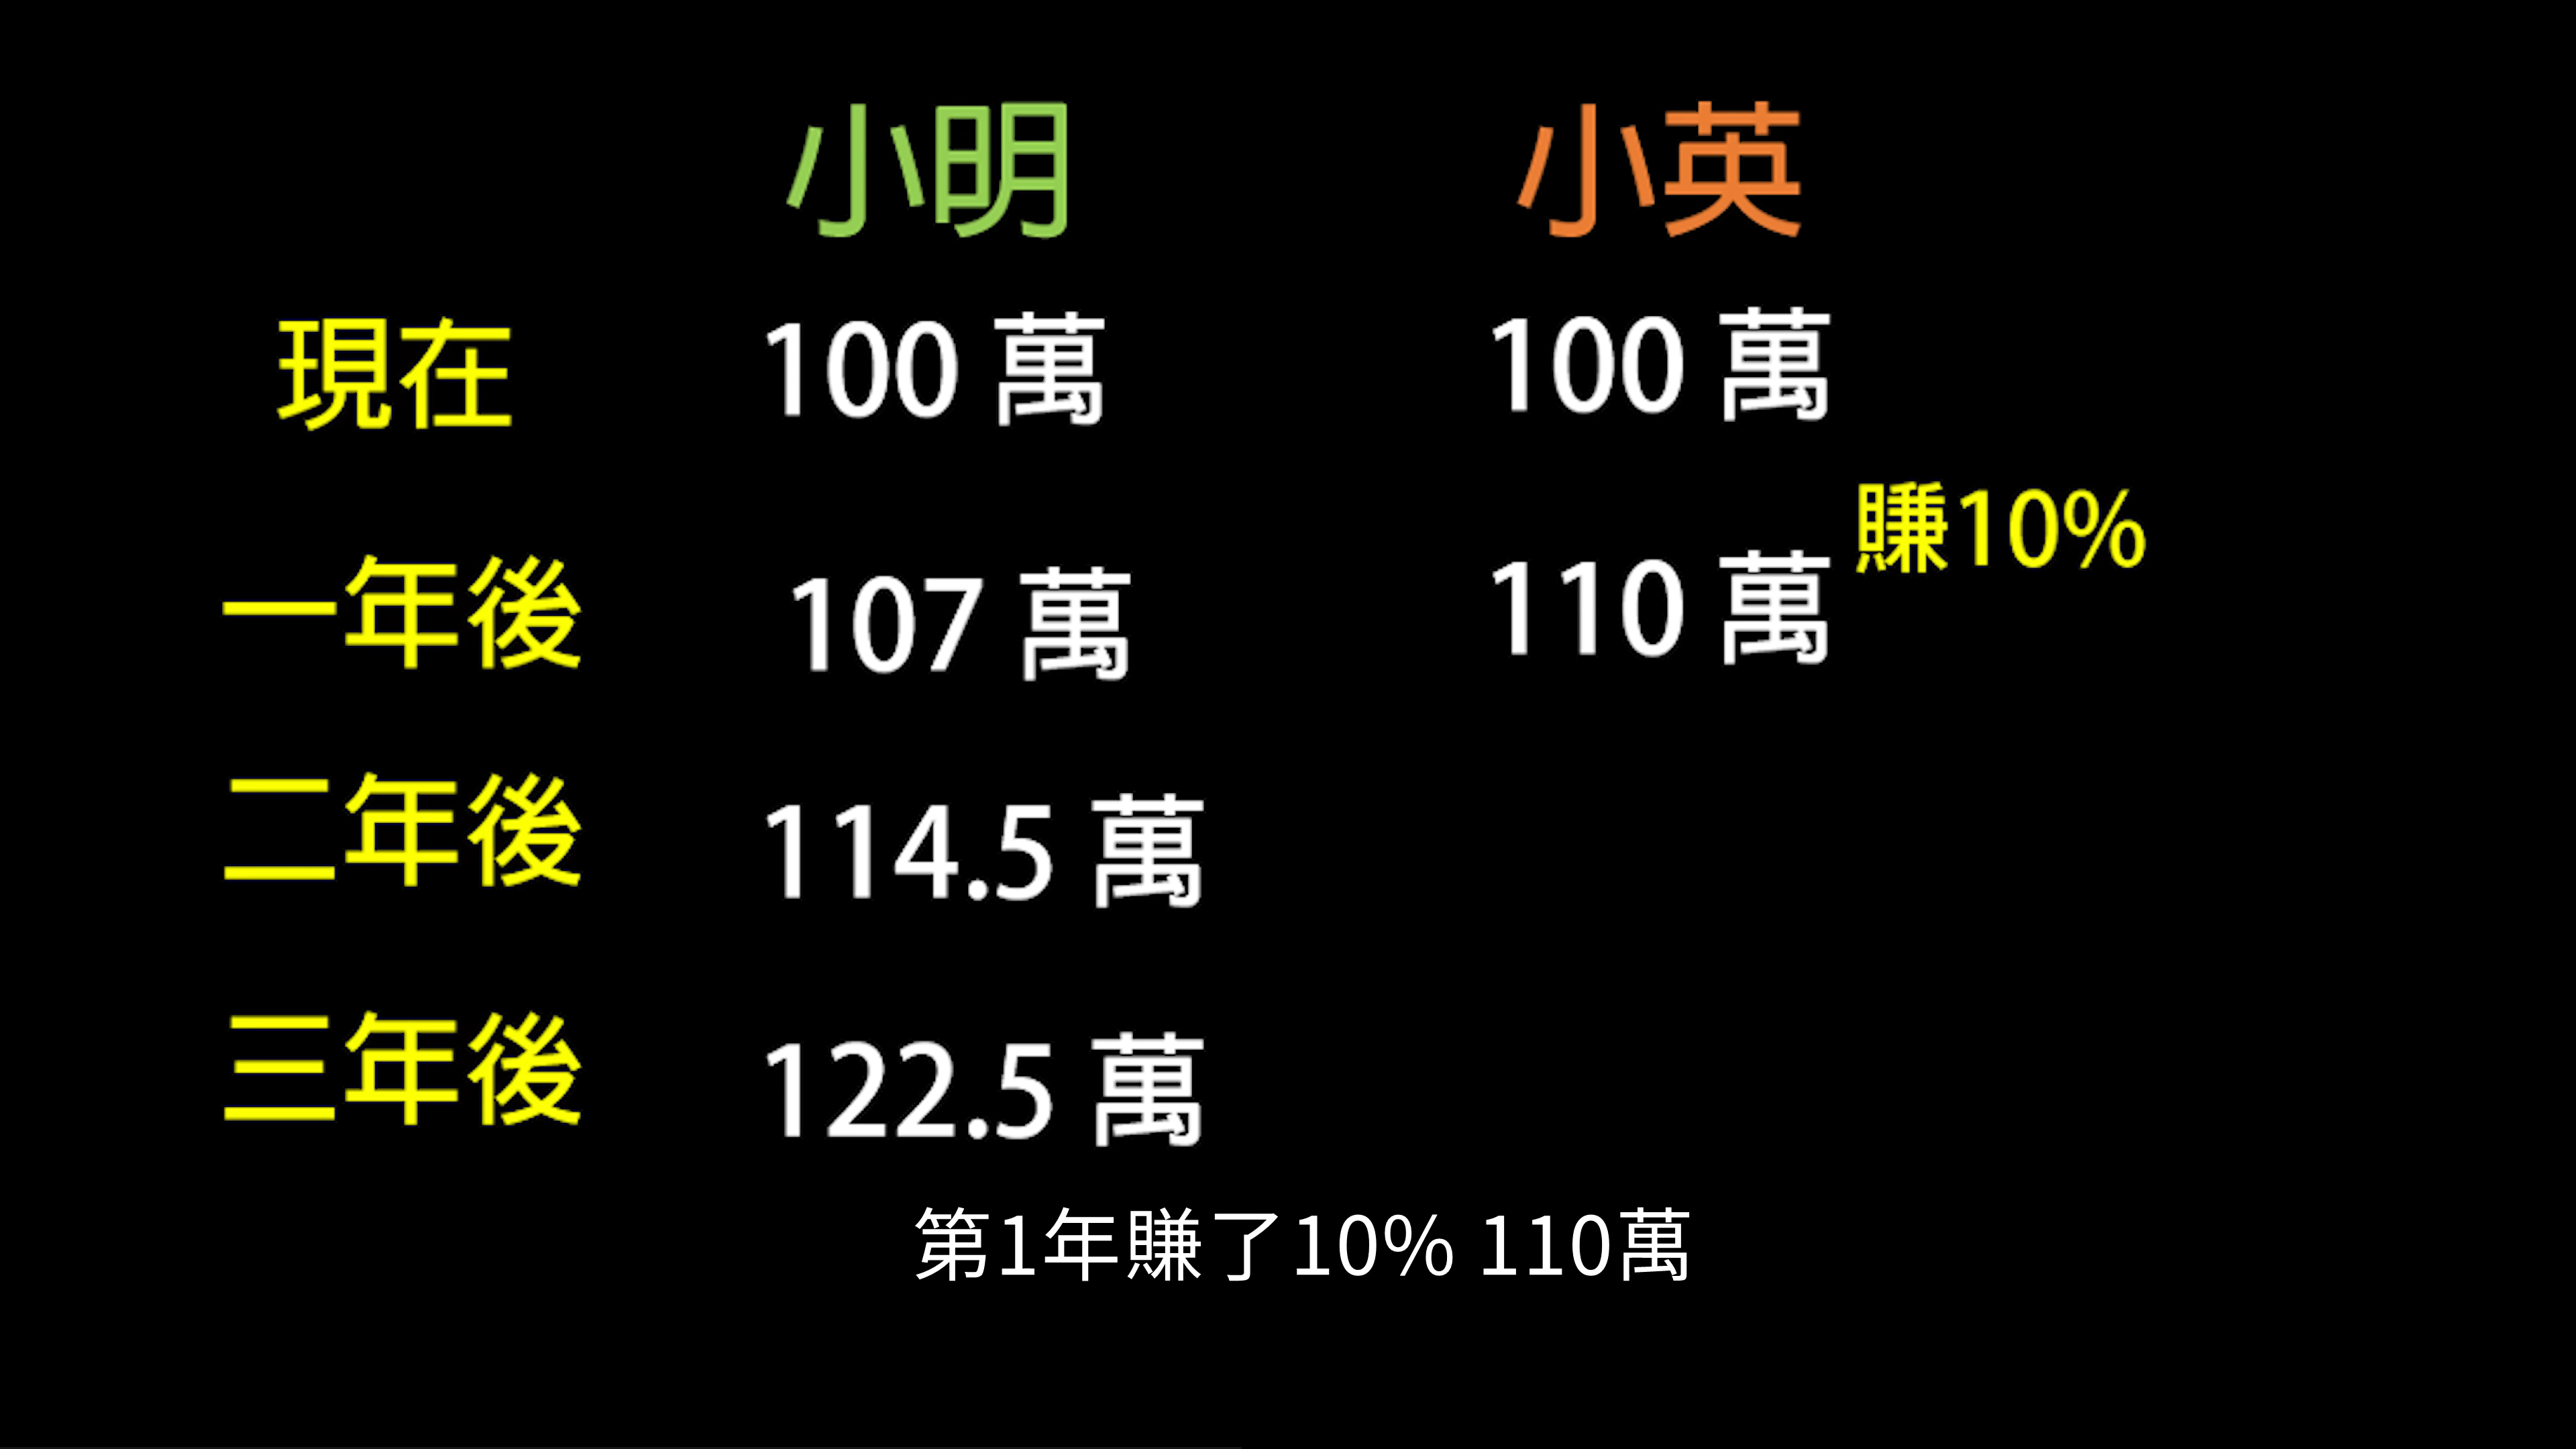 小明 小英
現在 100 萬 100 萬
賺10%
一年後 107 萬 110 萬
二年後 114.5 萬
三年後 122.5 萬
第1年賺了10% 110萬